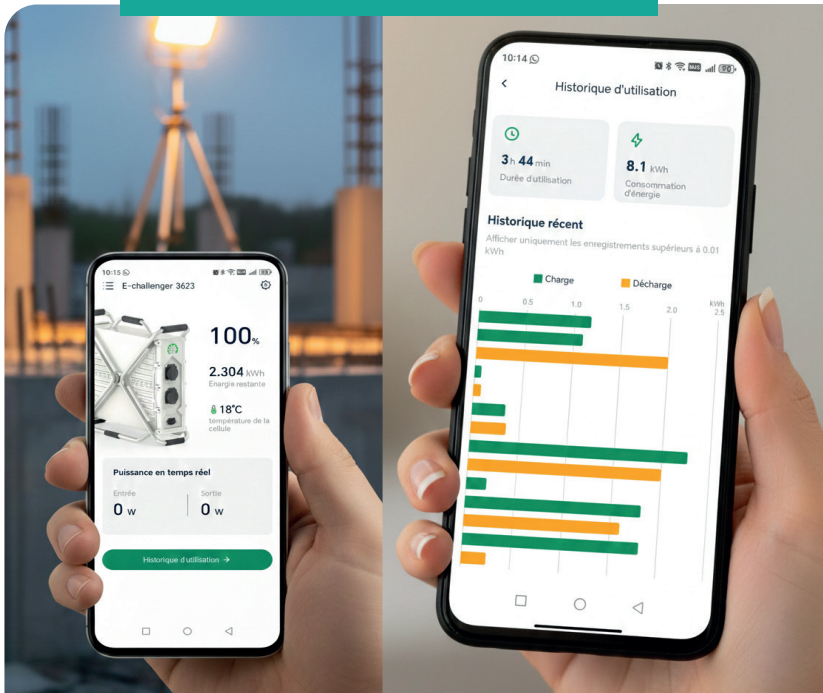 10:15
E-challenger 3623
100%
2.304 kWh
Énergie restante
18°C
température de la
cellule
Puissance en temps réel
Entrée
Sortie
0 w
0 w
Historique d'utilisation →
10:14
Historique d'utilisation
3 h 44 min
Durée d'utilisation
8.1 kWh
Consommation
d'énergie
Historique récent
Afficher uniquement les enregistrements supérieurs à 0.01
kWh
Charge
Décharge
kWh
0 0.5 1.0 1.5 2.0 2.5